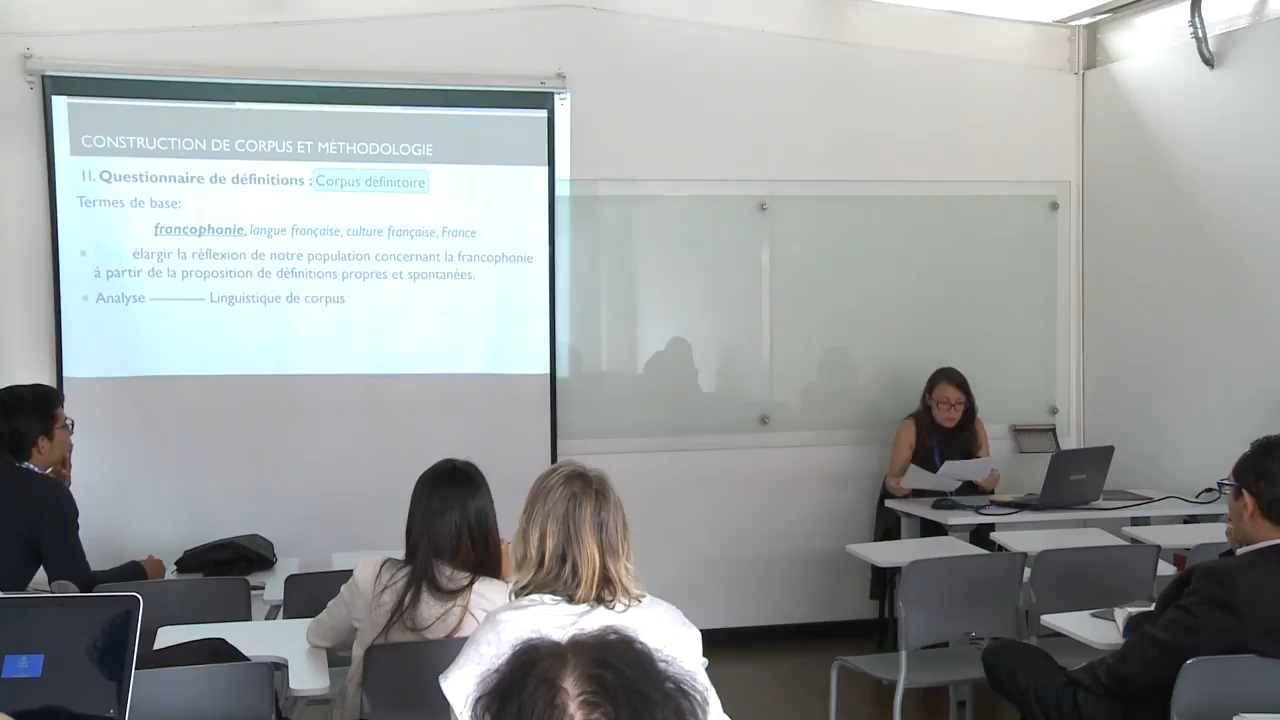 CONSTRUCTION DE CORPUS ET MÉTHODOLOGIE
II. Questionnaire de définitions : Corpus définitoire
Termes de base:
francophonie, langue française, culture française, France
élargir la réflexion de notre population concernant la francophonie
à partir de la proposition de définitions propres et spontanées.
Analyse Linguistique de corpus